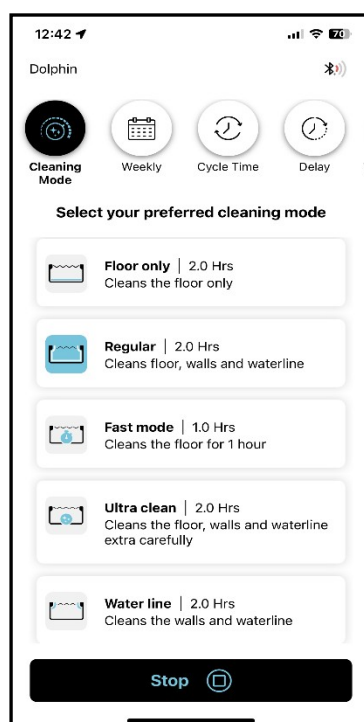 12:42
70
Dolphin
Cleaning Mode
Weekly
Cycle Time
Delay
Select your preferred cleaning mode
Floor only | 2.0 Hrs
Cleans the floor only
Regular | 2.0 Hrs
Cleans floor, walls and waterline
Fast mode | 1.0 Hrs
Cleans the floor for 1 hour
Ultra clean | 2.0 Hrs
Cleans the floor, walls and waterline
extra carefully
Water line | 2.0 Hrs
Cleans the walls and waterline
Stop